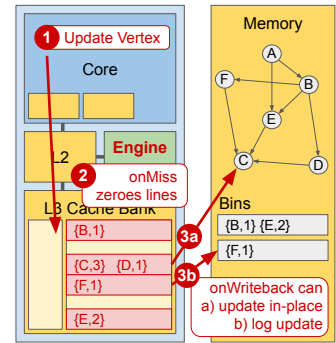 1 Update Vertex
Core
L2
Engine
2 onMiss
zeroes lines
L3 Cache Bank
{B,1}
{C,3} {D,1}
{F,1}
{E,2}
Memory
A
F
B
E
C
D
Bins
{B,1} {E,2}
{F,1}
3a
3b
onWriteback can
a) update in-place
b) log update